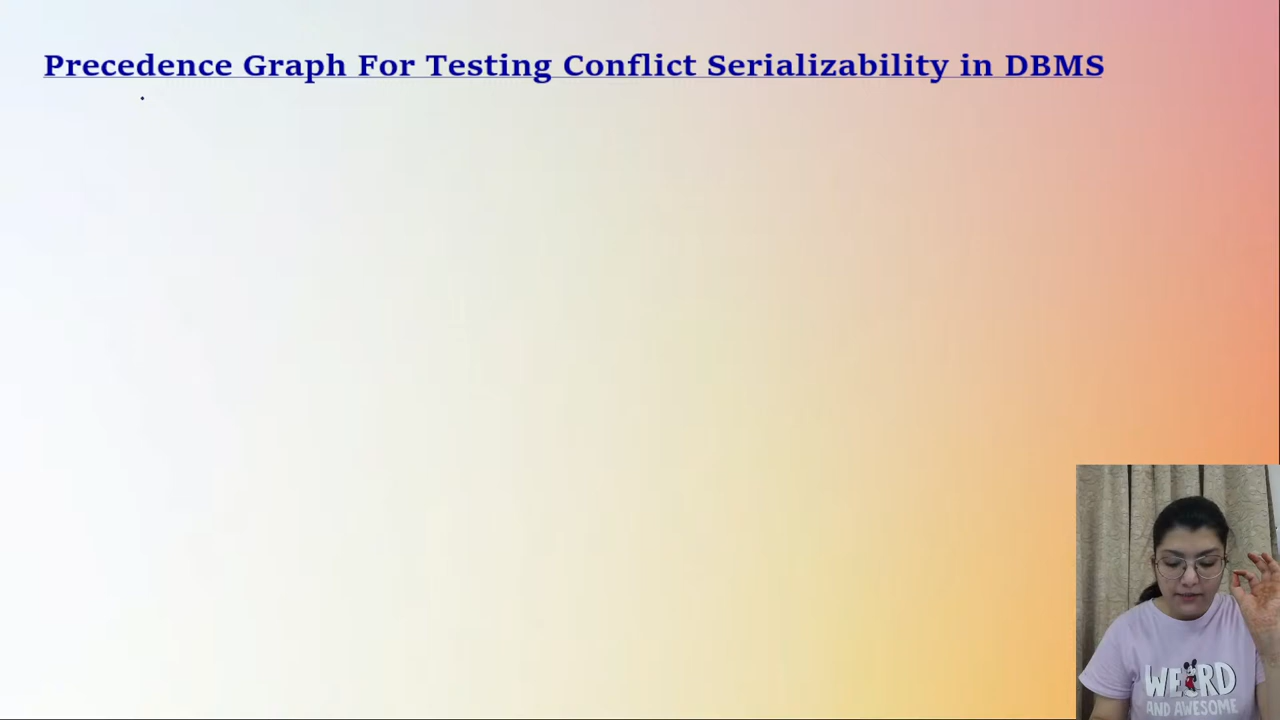 Precedence Graph For Testing Conflict Serializability in DBMS
WEIRD
AND AWESOME